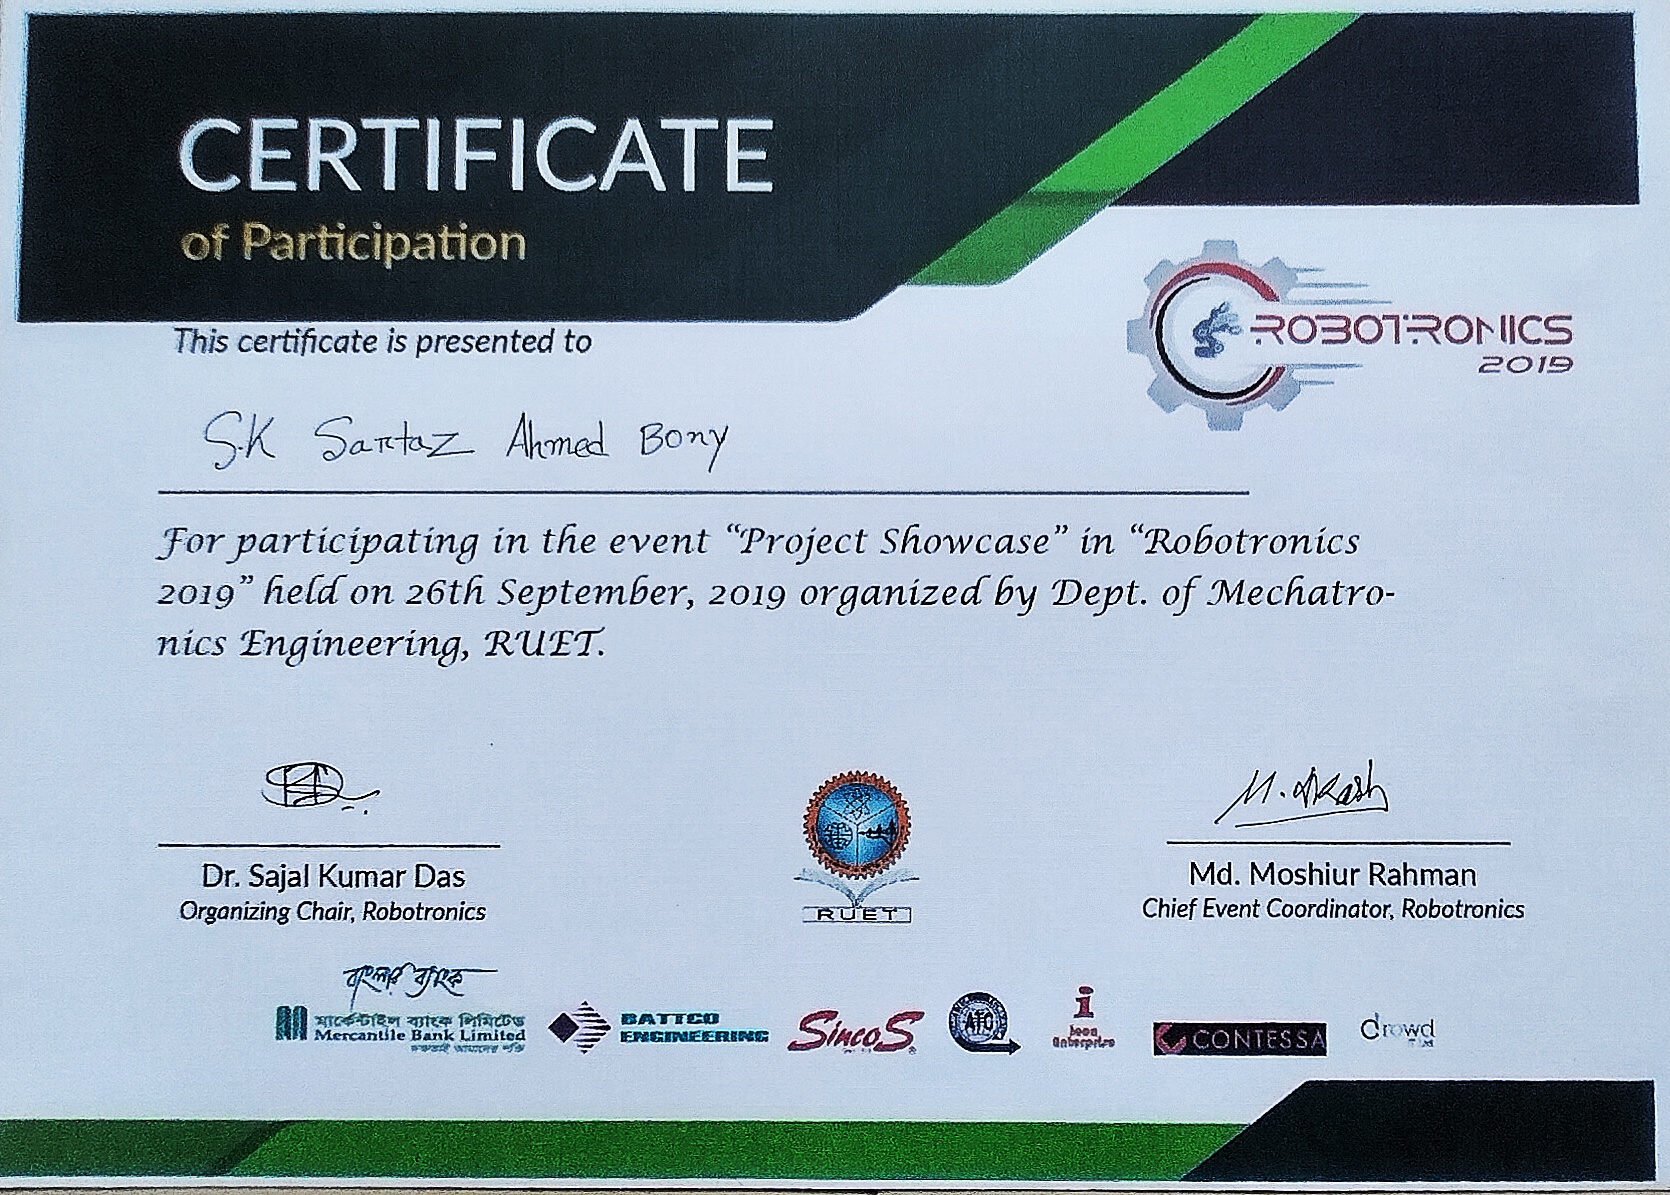 CERTIFICATE
of Participation
ROBOTRONICS
2019
This certificate is presented to
S.K Sartaz Ahmed Bony
For participating in the event “Project Showcase” in “Robotronics
2019” held on 26th September, 2019 organized by Dept. of Mechatro-
nics Engineering, RUET.
M. Akash
Dr. Sajal Kumar Das
Organizing Chair, Robotronics
RUET
Md. Moshiur Rahman
Chief Event Coordinator, Robotronics
বাংলার ব্যাংক
মার্কেন্টাইল ব্যাংক লিমিটেড
Mercantile Bank Limited
BATTCO
ENGINEERING
SincoS
ATC
Enterprise
CONTESSA
Crowd